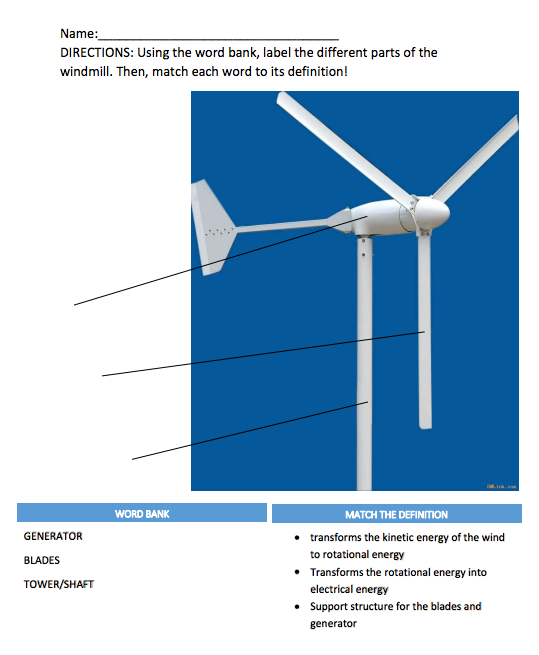 Name:___________________________________
DIRECTIONS: Using the word bank, label the different parts of the
windmill. Then, match each word to its definition!
WORD BANK
GENERATOR
BLADES
TOWER/SHAFT
MATCH THE DEFINITION
• transforms the kinetic energy of the wind
to rotational energy
• Transforms the rotational energy into
electrical energy
• Support structure for the blades and
generator